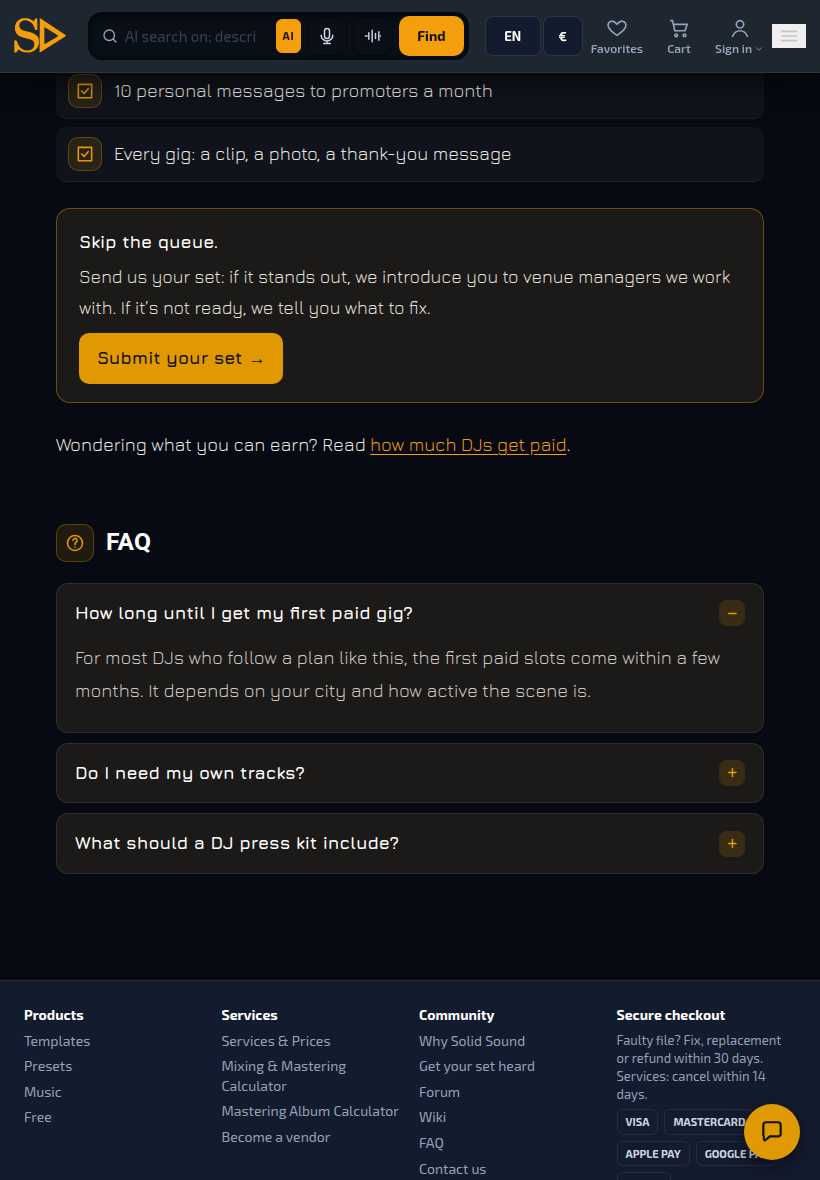 AI search on: descri
AI
Find
EN
€
Favorites
Cart
Sign in
10 personal messages to promoters a month
Every gig: a clip, a photo, a thank-you message
Skip the queue.
Send us your set: if it stands out, we introduce you to venue managers we work
with. If it's not ready, we tell you what to fix.
Submit your set →
Wondering what you can earn? Read how much DJs get paid.
FAQ
How long until I get my first paid gig?
For most DJs who follow a plan like this, the first paid slots come within a few
months. It depends on your city and how active the scene is.
Do I need my own tracks?
What should a DJ press kit include?
Products
Templates
Presets
Music
Free
Services
Services & Prices
Mixing & Mastering
Calculator
Mastering Album Calculator
Become a vendor
Community
Why Solid Sound
Get your set heard
Forum
Wiki
FAQ
Contact us
Secure checkout
Faulty file? Fix, replacement
or refund within 30 days.
Services: cancel within 14
days.
VISA
MASTERCARD
APPLE PAY
GOOGLE